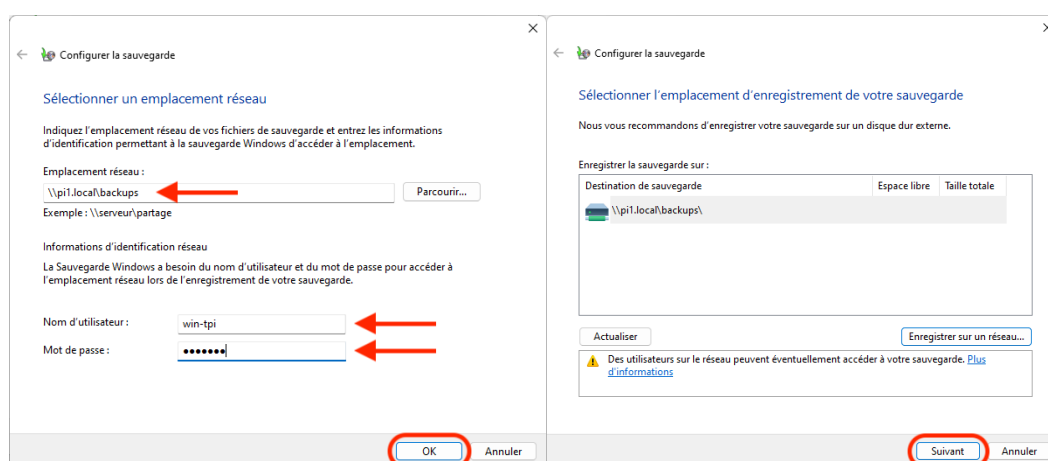 Configurer la sauvegarde
Sélectionner un emplacement réseau
Indiquez l'emplacement réseau de vos fichiers de sauvegarde et entrez les informations
d'identification permettant à la sauvegarde Windows d'accéder à l'emplacement.
Emplacement réseau :
\\pi1.local\backups
Parcourir...
Exemple : \\serveur\partage
Informations d'identification réseau
La Sauvegarde Windows a besoin du nom d'utilisateur et du mot de passe pour accéder à
l'emplacement réseau lors de l'enregistrement de votre sauvegarde.
Nom d'utilisateur :
win-tpi
Mot de passe :
●●●●●●●
OK
Annuler
Configurer la sauvegarde
Sélectionner l'emplacement d'enregistrement de votre sauvegarde
Nous vous recommandons d'enregistrer votre sauvegarde sur un disque dur externe.
Enregistrer la sauvegarde sur :
Destination de sauvegarde
Espace libre
Taille totale
\\pi1.local\backups\
Actualiser
Enregistrer sur un réseau...
Des utilisateurs sur le réseau peuvent éventuellement accéder à votre sauvegarde. Plus
d'informations
Suivant
Annuler